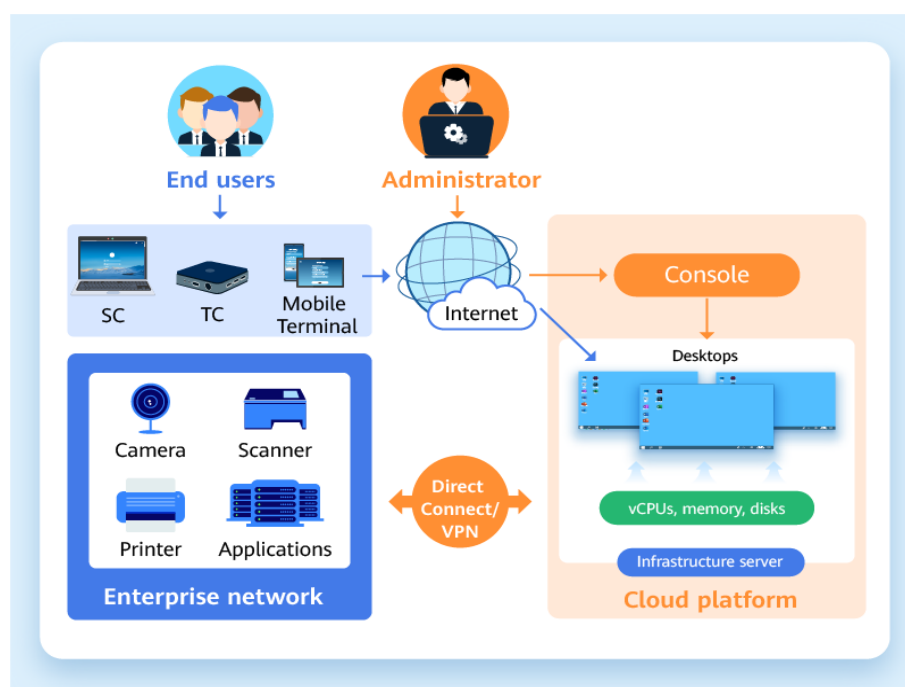 End users
Administrator
SC
TC
Mobile
Terminal
Internet
Console
Desktops
Camera
Scanner
Printer
Applications
Enterprise network
Direct
Connect/
VPN
vCPUs, memory, disks
Infrastructure server
Cloud platform